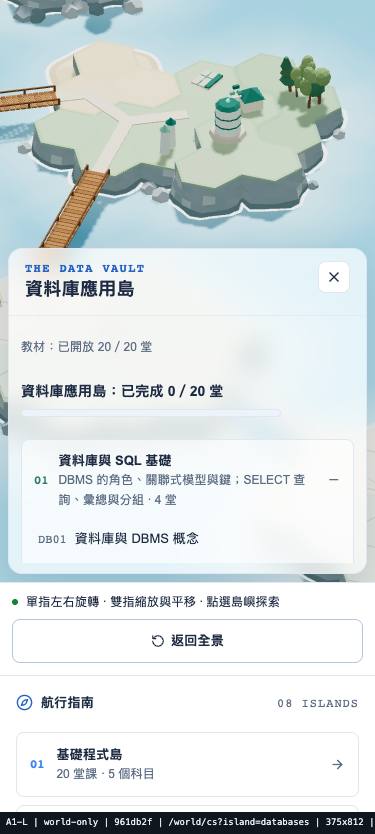 THE DATA VAULT
資料庫應用島
教材：已開放 20 / 20 堂
資料庫應用島：已完成 0 / 20 堂
01
資料庫與 SQL 基礎
DBMS 的角色、關聯式模型與鍵；SELECT 查
詢、彙總與分組 · 4 堂
DB01 資料庫與 DBMS 概念
單指左右旋轉 · 雙指縮放與平移 · 點選島嶼探索
返回全景
航行指南
08 ISLANDS
01
基礎程式島
20 堂課 · 5 個科目
A1-L | world-only | 961db2f | /world/cs?island=databases | 375x812 |